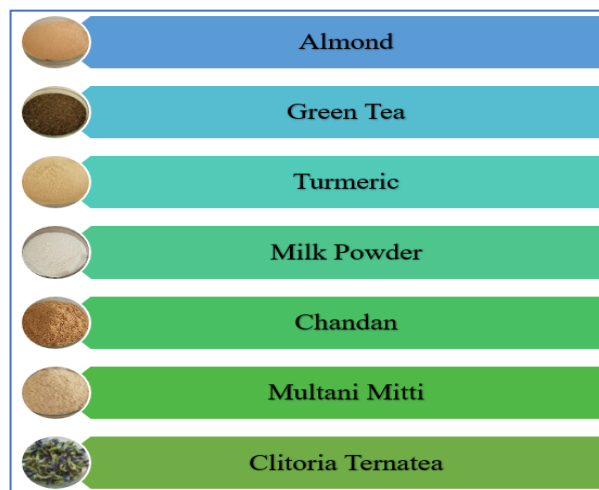 Almond
Green Tea
Turmeric
Milk Powder
Chandan
Multani Mitti
Clitoria Ternatea